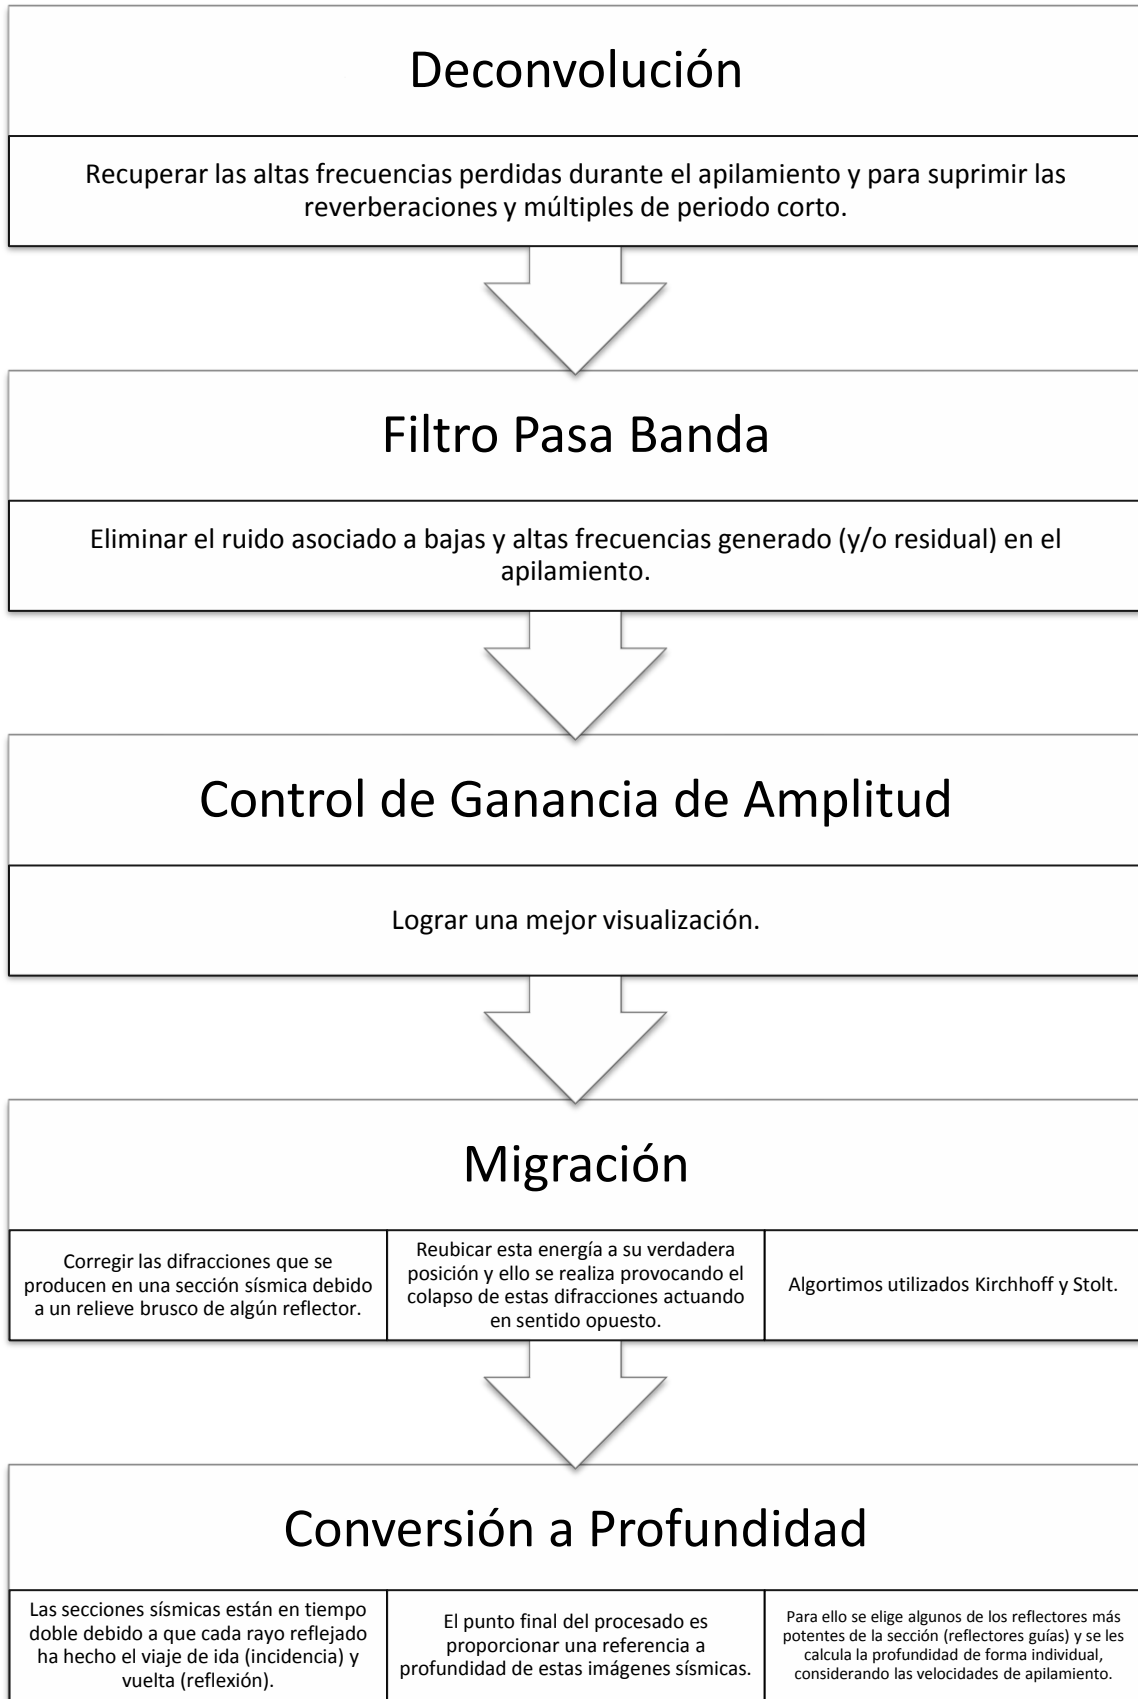 Deconvolución
Recuperar las altas frecuencias perdidas durante el apilamiento y para suprimir las
reverberaciones y múltiples de periodo corto.
Filtro Pasa Banda
Eliminar el ruido asociado a bajas y altas frecuencias generado (y/o residual) en el
apilamiento.
Control de Ganancia de Amplitud
Lograr una mejor visualización.
Migración
Corregir las difracciones que se
producen en una sección sísmica debido
a un relieve brusco de algún reflector.
Reubicar esta energía a su verdadera
posición y ello se realiza provocando el
colapso de estas difracciones actuando
en sentido opuesto.
Algortimos utilizados Kirchhoff y Stolt.
Conversión a Profundidad
Las secciones sísmicas están en tiempo
doble debido a que cada rayo reflejado
ha hecho el viaje de ida (incidencia) y
vuelta (reflexión).
El punto final del procesado es
proporcionar una referencia a
profundidad de estas imágenes sísmicas.
Para ello se elige algunos de los reflectores más
potentes de la sección (reflectores guías) y se les
calcula la profundidad de forma individual,
considerando las velocidades de apilamiento.